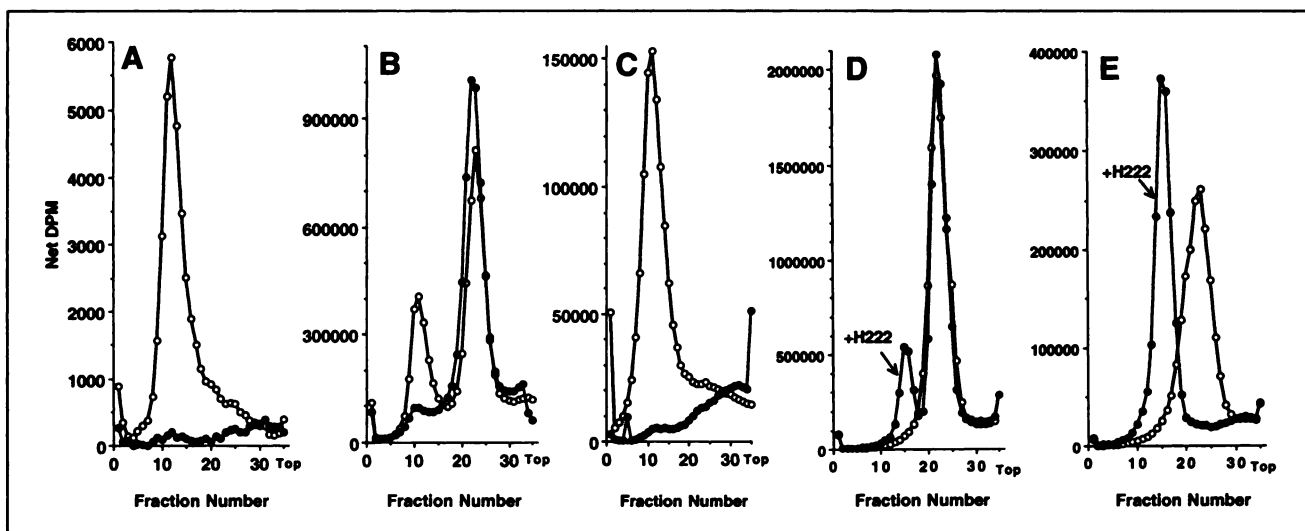 A
B
C
D
E
Net DPM
6000
5000
4000
3000
2000
1000
0
0
10
20
30
Top
Fraction Number
900000
600000
300000
0
0
10
20
30
Top
Fraction Number
150000
100000
50000
0
0
10
20
30
Top
Fraction Number
2000000
1500000
1000000
500000
0
+H222
0
10
20
30
Top
Fraction Number
400000
300000
200000
100000
0
+H222
0
10
20
30
Top
Fraction Number